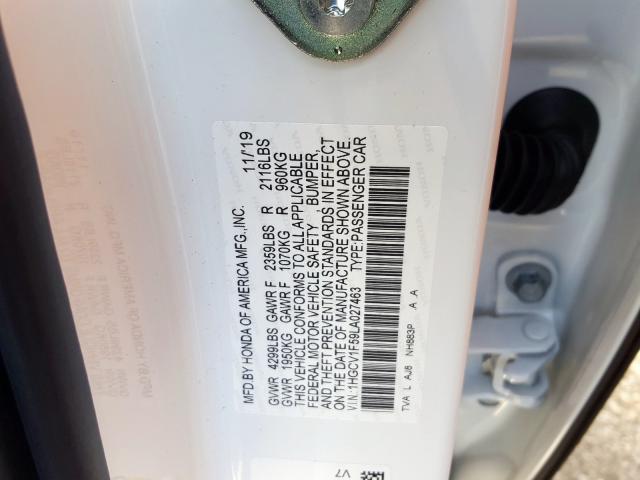 MFD.BY HONDA OF AMERICA MFG.,INC. 11/19
GVWR 4299LBS GAWR F 2359LBS R 2116LBS
GVWR 1950KG GAWR F 1070KG R 960KG
THIS VEHICLE CONFORMS TO ALL APPLICABLE
FEDERAL MOTOR VEHICLE SAFETY BUMPER,
AND THEFT PREVENTION STANDARDS IN EFFECT
ON THE DATE OF MANUFACTURE SHOWN ABOVE.
V.I.N. 1HGCV1F59LA027463 TYPE:PASSENGER CAR
TVA L AJ6 NH883P A A
V7